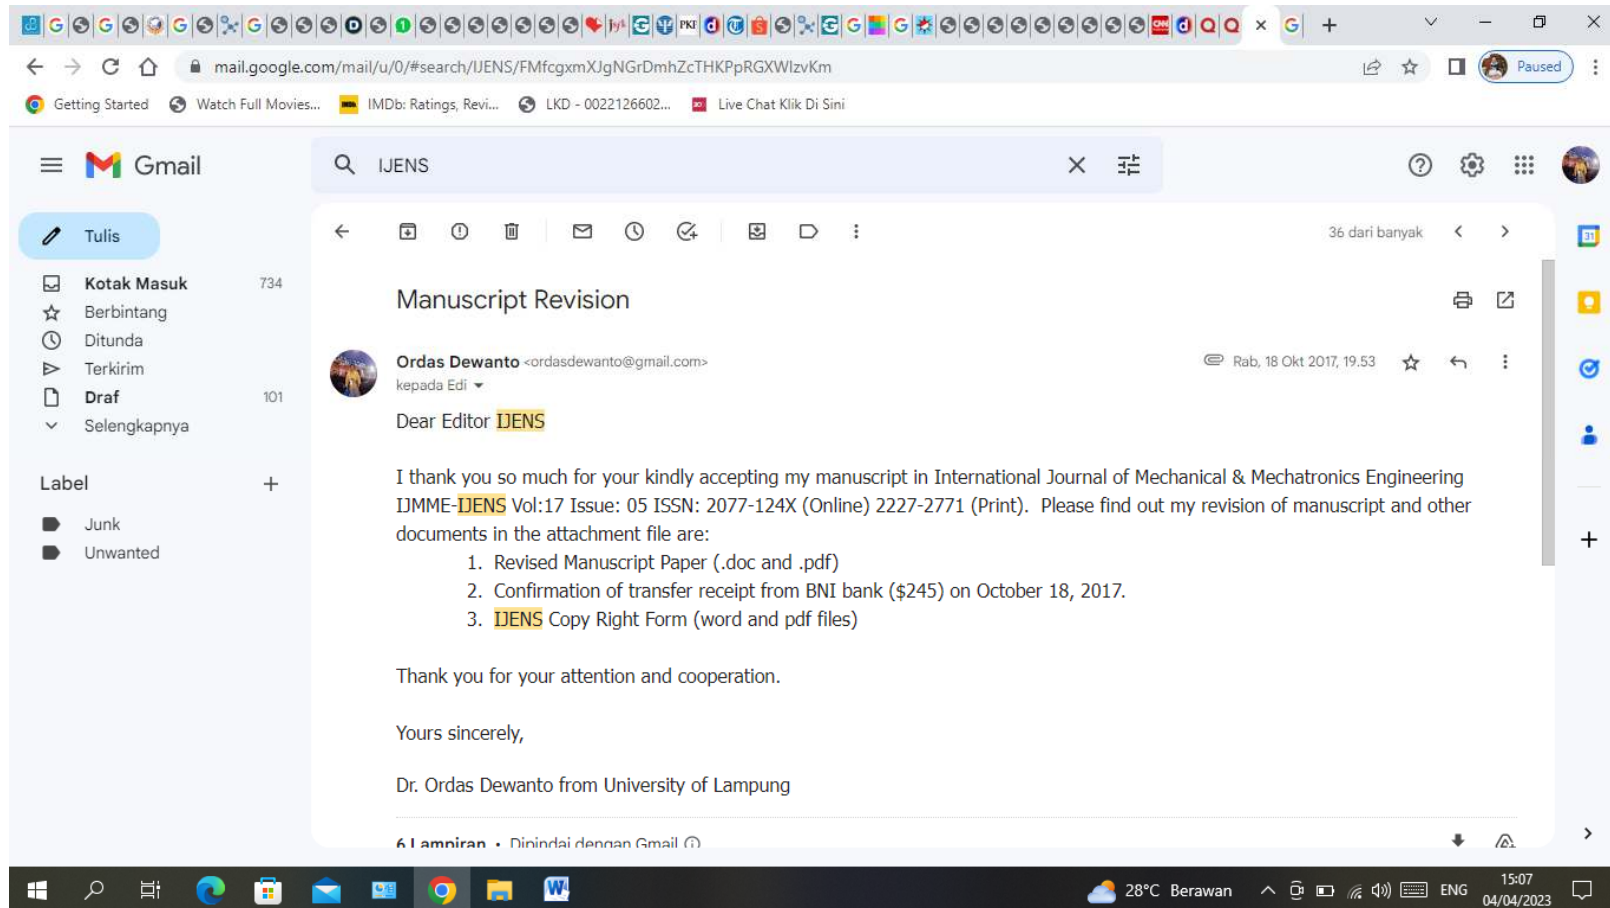 mail.google.com/mail/u/0/#search/IJENS/FMfcgxmXJgNGrDmhZcTHKPpRGXWlzvKm
Paused
Getting Started
Watch Full Movies...
IMDb: Ratings, Revi...
LKD - 0022126602...
Live Chat Klik Di Sini
Gmail
IJENS
Tulis
36 dari banyak
Kotak Masuk 734
Berbintang
Ditunda
Terkirim
Draf 101
Selengkapnya
Label
Junk
Unwanted
Manuscript Revision
Ordas Dewanto <ordasdewanto@gmail.com>
Rab, 18 Okt 2017, 19.53
kepada Edi
Dear Editor IJENS
I thank you so much for your kindly accepting my manuscript in International Journal of Mechanical & Mechatronics Engineering
IJMME-IJENS Vol:17 Issue: 05 ISSN: 2077-124X (Online) 2227-2771 (Print).  Please find out my revision of manuscript and other
documents in the attachment file are:
1. Revised Manuscript Paper (.doc and .pdf)
2. Confirmation of transfer receipt from BNI bank ($245) on October 18, 2017.
3. IJENS Copy Right Form (word and pdf files)
Thank you for your attention and cooperation.
Yours sincerely,
Dr. Ordas Dewanto from University of Lampung
6 Lampiran • Dipindai dengan Gmail
28°C Berawan
ENG
15:07
04/04/2023